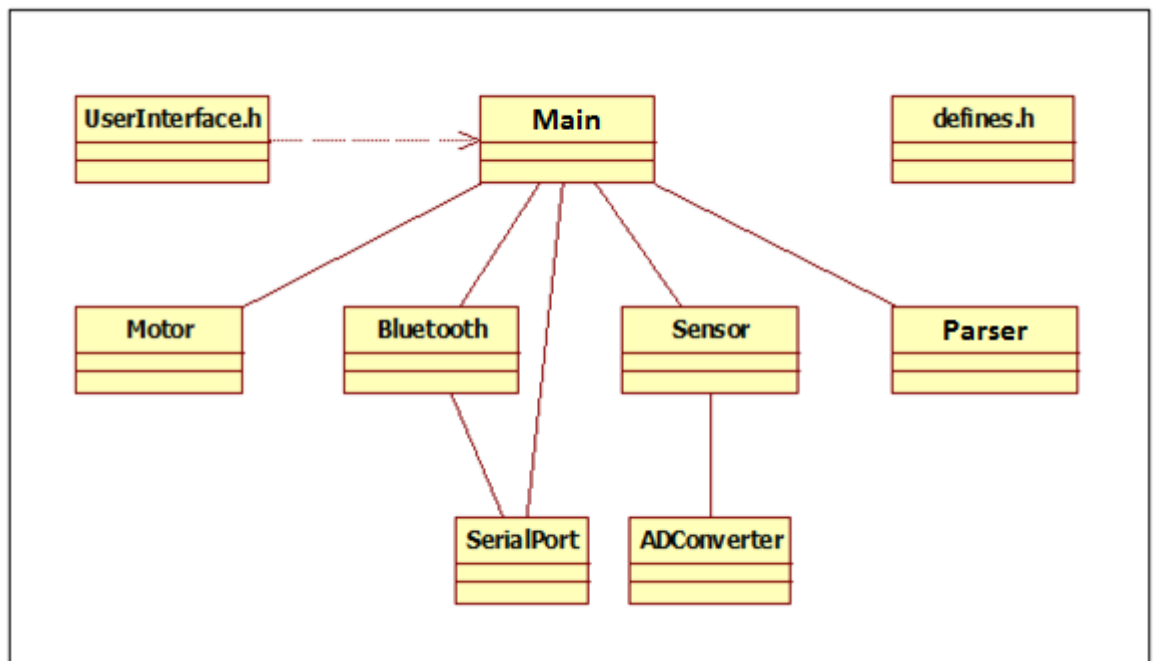 UserInterface.h
Main
defines.h
Motor
Bluetooth
Sensor
Parser
SerialPort
ADConverter